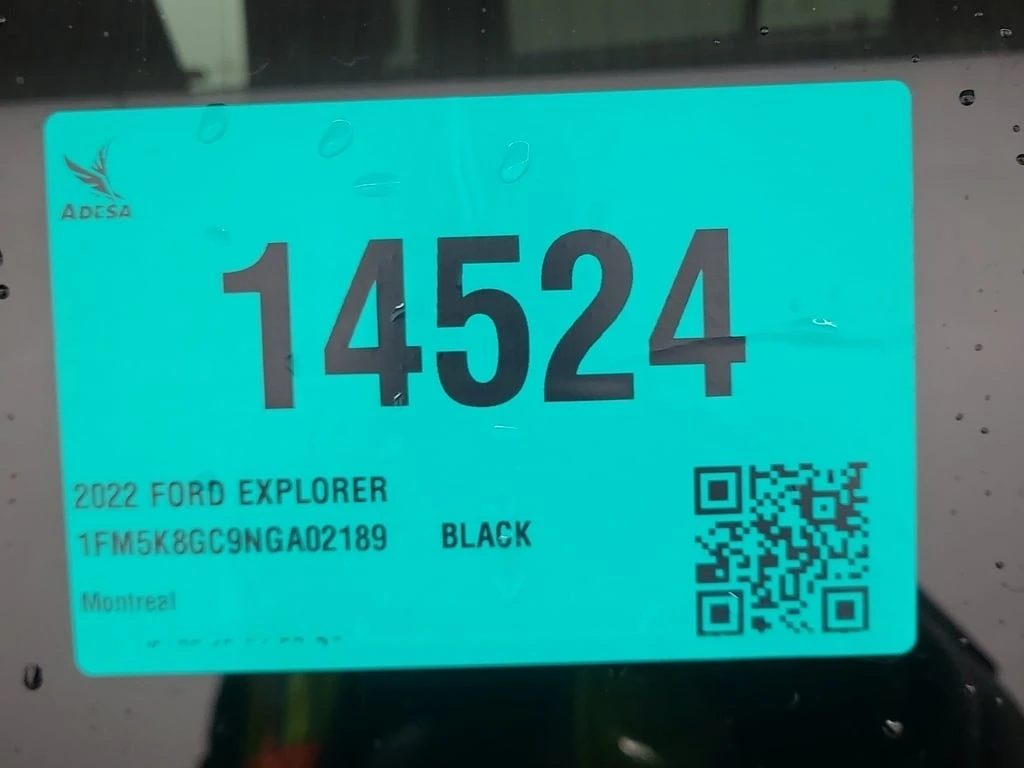 ADESA
14524
2022 FORD EXPLORER
1FM5K8GC9NGA02189 BLACK
Montreal